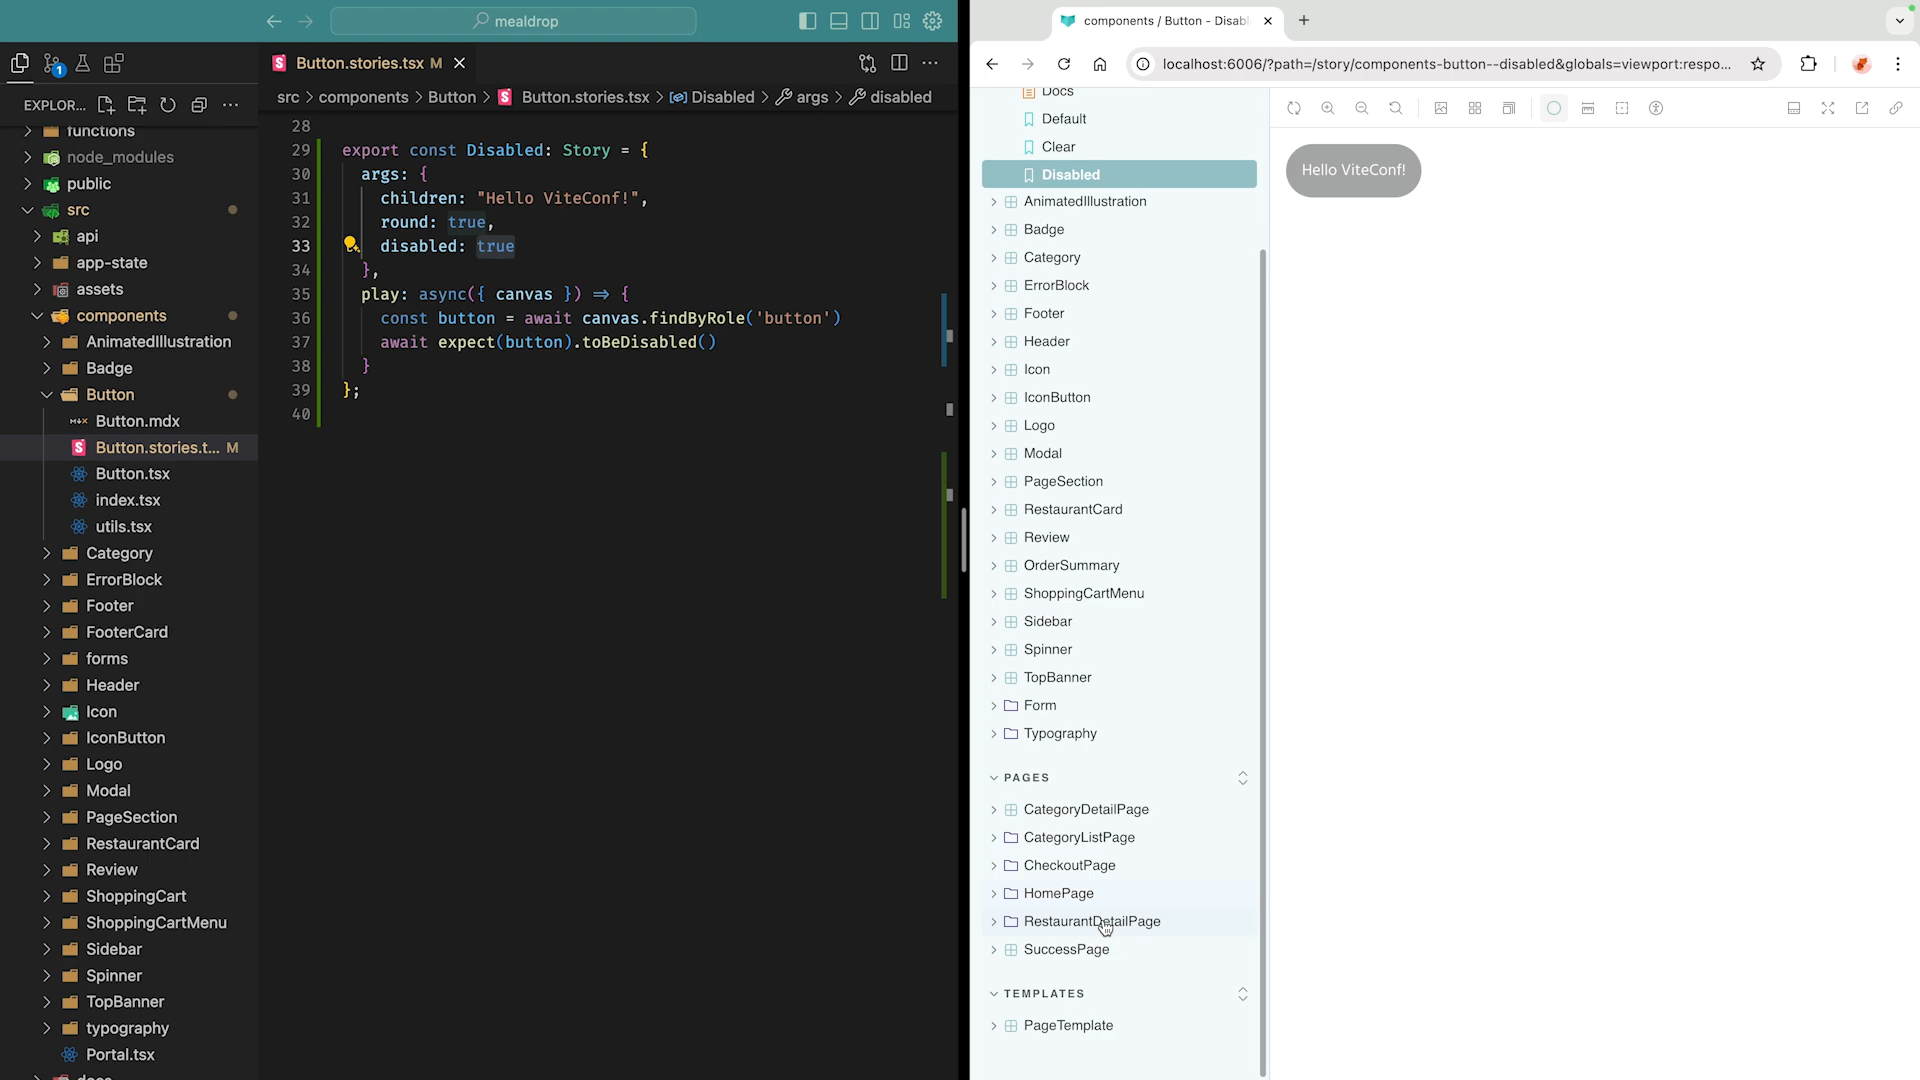 mealdrop
1
Button.stories.tsx M
EXPLOR...
src > components > Button > Button.stories.tsx > Disabled > args > disabled
functions
node_modules
public
src
api
app-state
assets
components
AnimatedIllustration
Badge
Button
Button.mdx
Button.stories.t... M
Button.tsx
index.tsx
utils.tsx
Category
ErrorBlock
Footer
FooterCard
forms
Header
Icon
IconButton
Logo
Modal
PageSection
RestaurantCard
Review
ShoppingCart
ShoppingCartMenu
Sidebar
Spinner
TopBanner
typography
Portal.tsx
28
29 export const Disabled: Story = {
30 args: {
31 children: "Hello ViteConf!",
32 round: true,
33 disabled: true
34 },
35 play: async({ canvas }) ⇒ {
36 const button = await canvas.findByRole('button')
37 await expect(button).toBeDisabled()
38 }
39 };
40
components / Button - Disabl
localhost:6006/?path=/story/components-button--disabled&globals=viewport:respo...
Docs
Default
Clear
Disabled
AnimatedIllustration
Badge
Category
ErrorBlock
Footer
Header
Icon
IconButton
Logo
Modal
PageSection
RestaurantCard
Review
OrderSummary
ShoppingCartMenu
Sidebar
Spinner
TopBanner
Form
Typography
PAGES
CategoryDetailPage
CategoryListPage
CheckoutPage
HomePage
RestaurantDetailPage
SuccessPage
TEMPLATES
PageTemplate
Hello ViteConf!